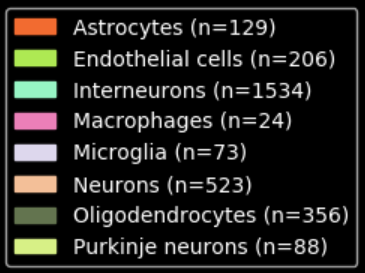 Astrocytes (n=129)
Endothelial cells (n=206)
Interneurons (n=1534)
Macrophages (n=24)
Microglia (n=73)
Neurons (n=523)
Oligodendrocytes (n=356)
Purkinje neurons (n=88)